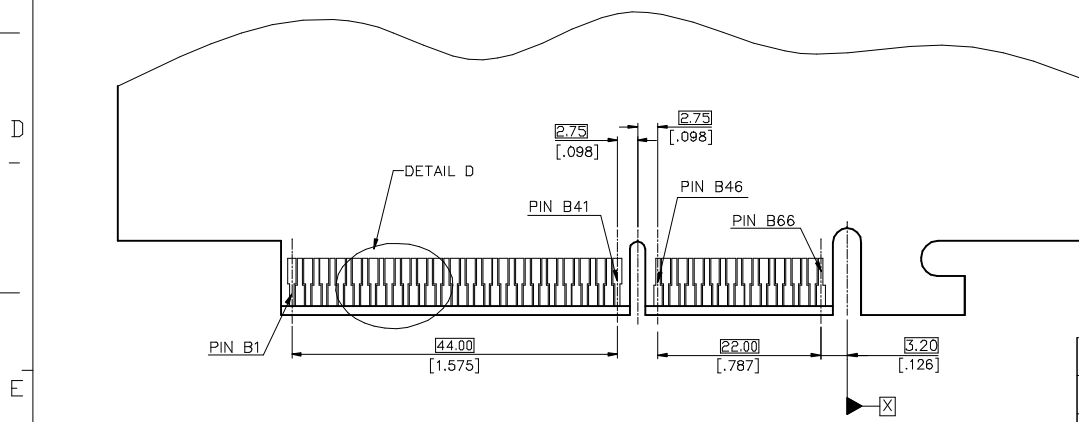 2.75
[.098]
2.75
[.098]
D
DETAIL D
PIN B41
PIN B46
PIN B66
PIN B1
44.00
[1.575]
22.00
[.787]
3.20
[.126]
E
X